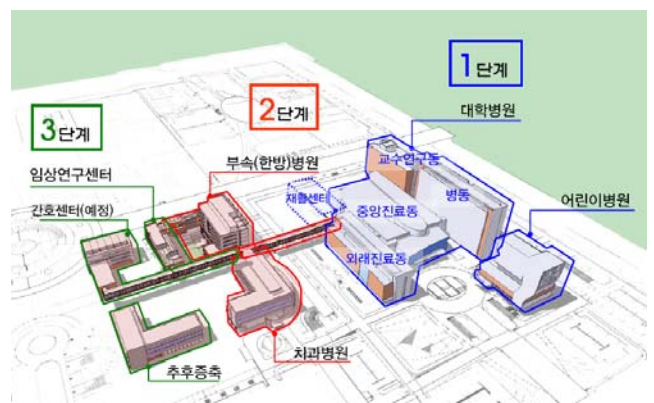 1단계
2단계
3단계
대학병원
교수연구동
부속(한방)병원
임상연구센터
재활센터
병동
어린이병원
간호센터(예정)
중앙진료동
외래진료동
치과병원
추후증축